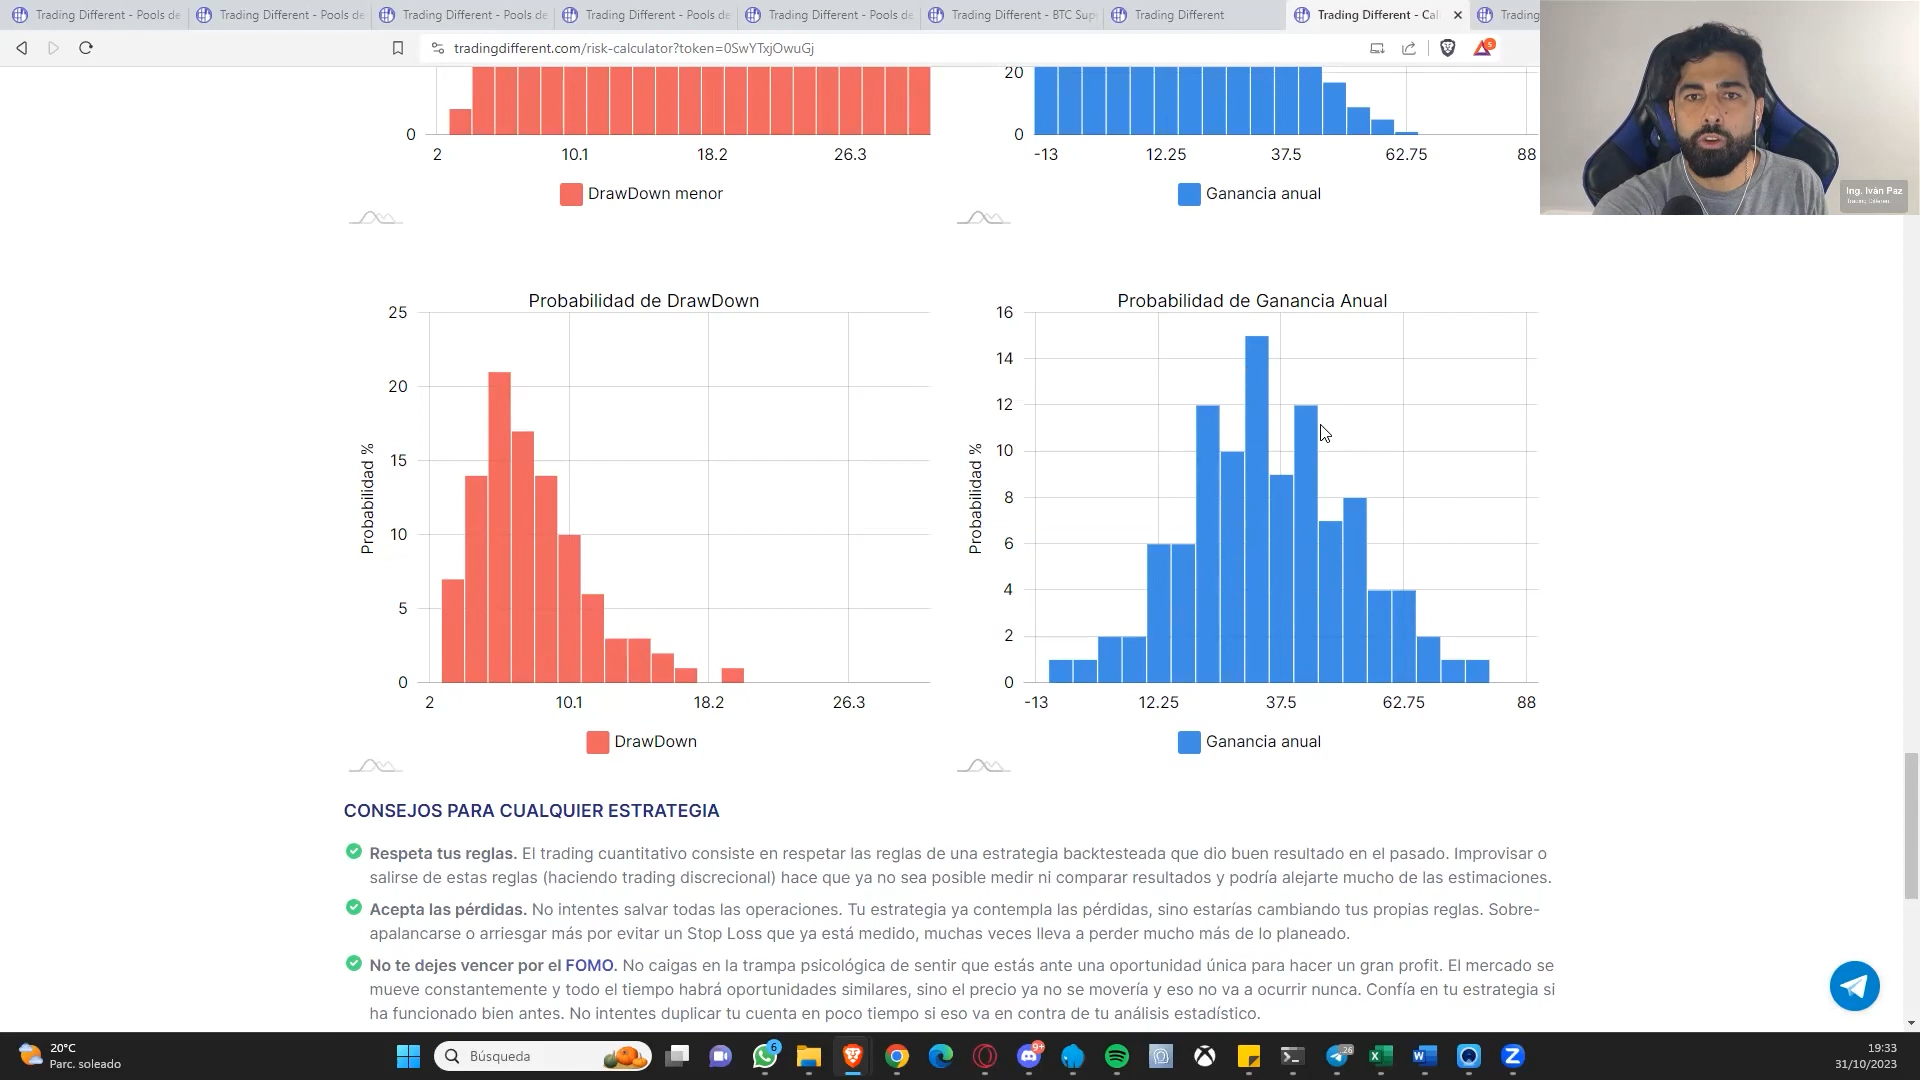 Trading Different - Pools de
Trading Different - Pools de
Trading Different - Pools de
Trading Different - Pools de
Trading Different - Pools de
Trading Different - BTC Sup
Trading Different
Trading Different - Cal
Trading
tradingdifferent.com/risk-calculator?token=0SwYTxjOwuGj
5
0
2
10.1
18.2
26.3
DrawDown menor
20
0
-13
12.25
37.5
62.75
88
Ganancia anual
Ing. Iván Paz
Probabilidad de DrawDown
25
20
15
10
5
0
Probabilidad %
2
10.1
18.2
26.3
DrawDown
Probabilidad de Ganancia Anual
16
14
12
10
8
6
4
2
0
Probabilidad %
-13
12.25
37.5
62.75
88
Ganancia anual
CONSEJOS PARA CUALQUIER ESTRATEGIA
Respeta tus reglas. El trading cuantitativo consiste en respetar las reglas de una estrategia backtesteada que dio buen resultado en el pasado. Improvisar o
salirse de estas reglas (haciendo trading discrecional) hace que ya no sea posible medir ni comparar resultados y podría alejarte mucho de las estimaciones.
Acepta las pérdidas. No intentes salvar todas las operaciones. Tu estrategia ya contempla las pérdidas, sino estarías cambiando tus propias reglas. Sobre-
apalancarse o arriesgar más por evitar un Stop Loss que ya está medido, muchas veces lleva a perder mucho más de lo planeado.
No te dejes vencer por el FOMO. No caigas en la trampa psicológica de sentir que estás ante una oportunidad única para hacer un gran profit. El mercado se
mueve constantemente y todo el tiempo habrá oportunidades similares, sino el precio ya no se movería y eso no va a ocurrir nunca. Confía en tu estrategia si
ha funcionado bien antes. No intentes duplicar tu cuenta en poco tiempo si eso va en contra de tu análisis estadístico.
20°C
Parc. soleado
Búsqueda
6
9+
26
19:33
31/10/2023